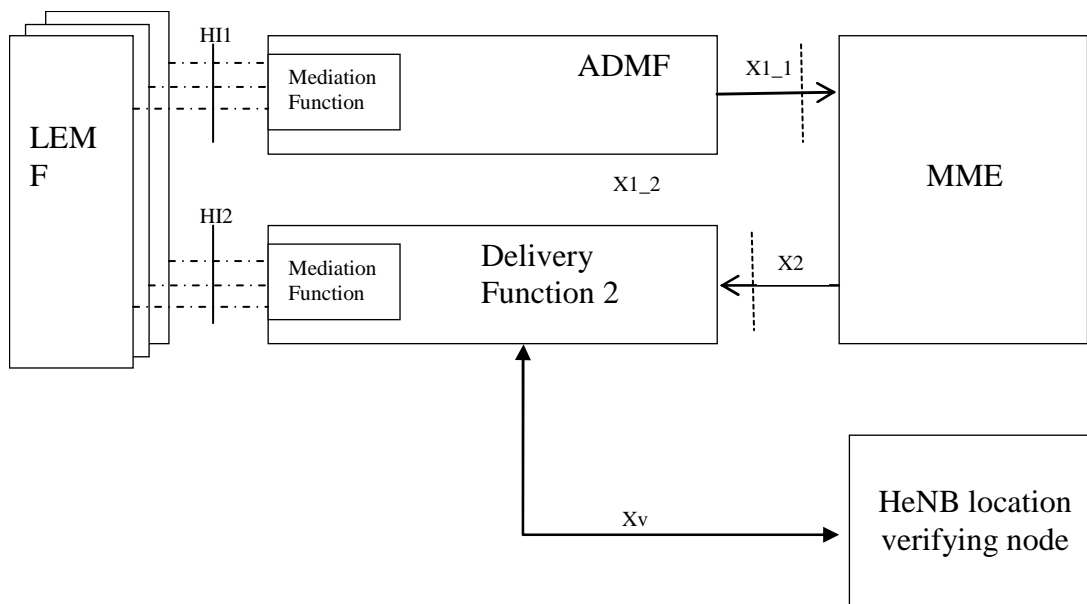 HI1
LEM
F
Mediation
Function
ADMF
X1_1
MME
X1_2
HI2
Mediation
Function
Delivery
Function 2
X2
Xv
HeNB location
verifying node